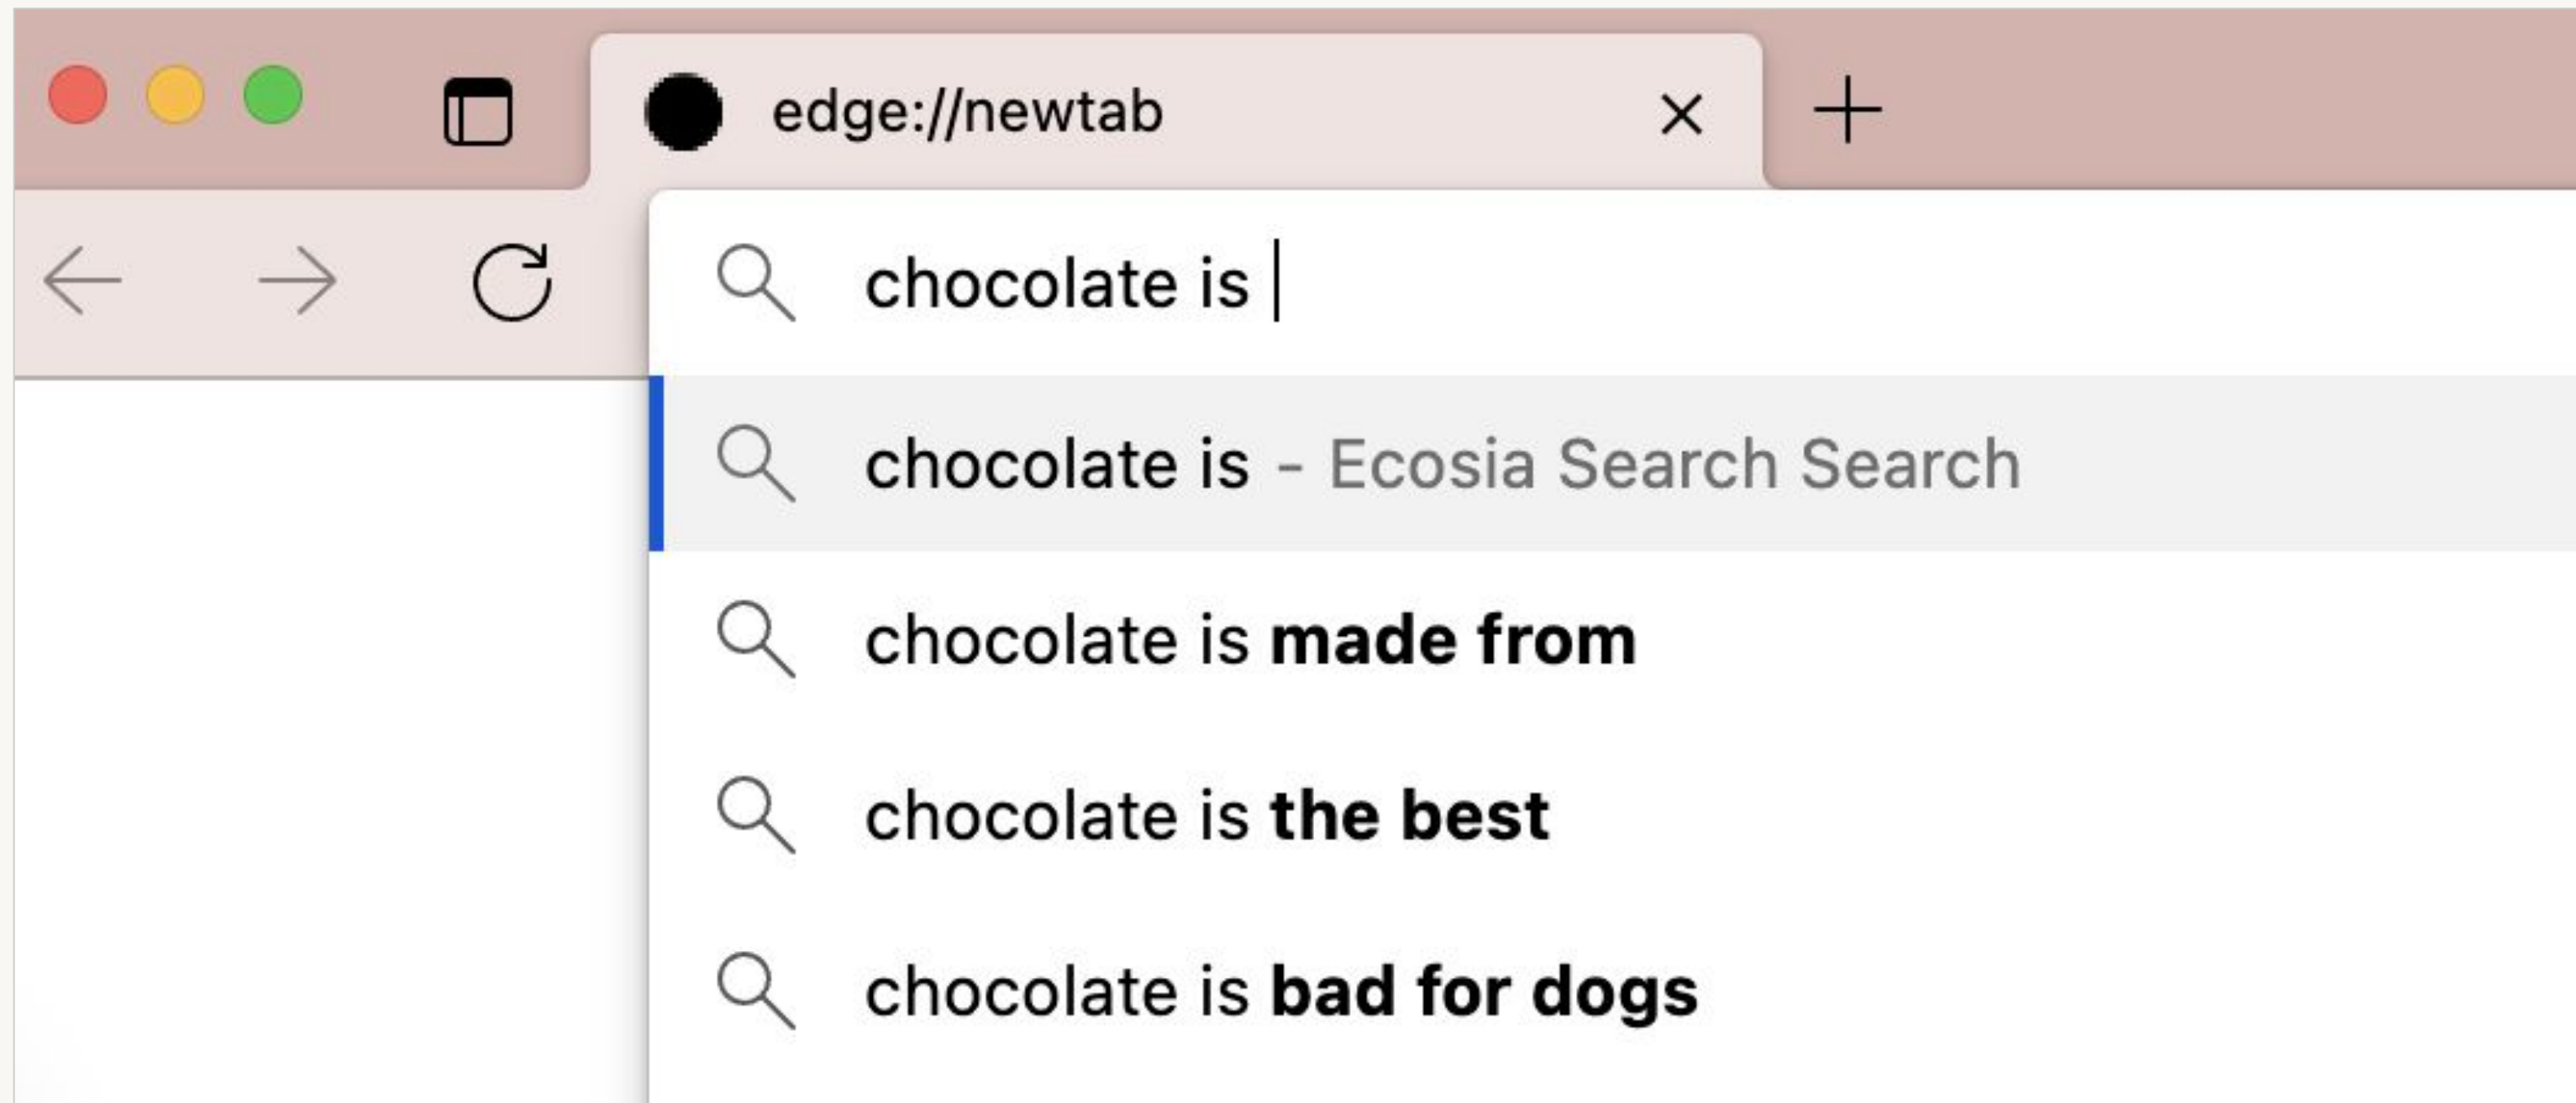 edge://newtab
chocolate is
chocolate is - Ecosia Search Search
chocolate is made from
chocolate is the best
chocolate is bad for dogs